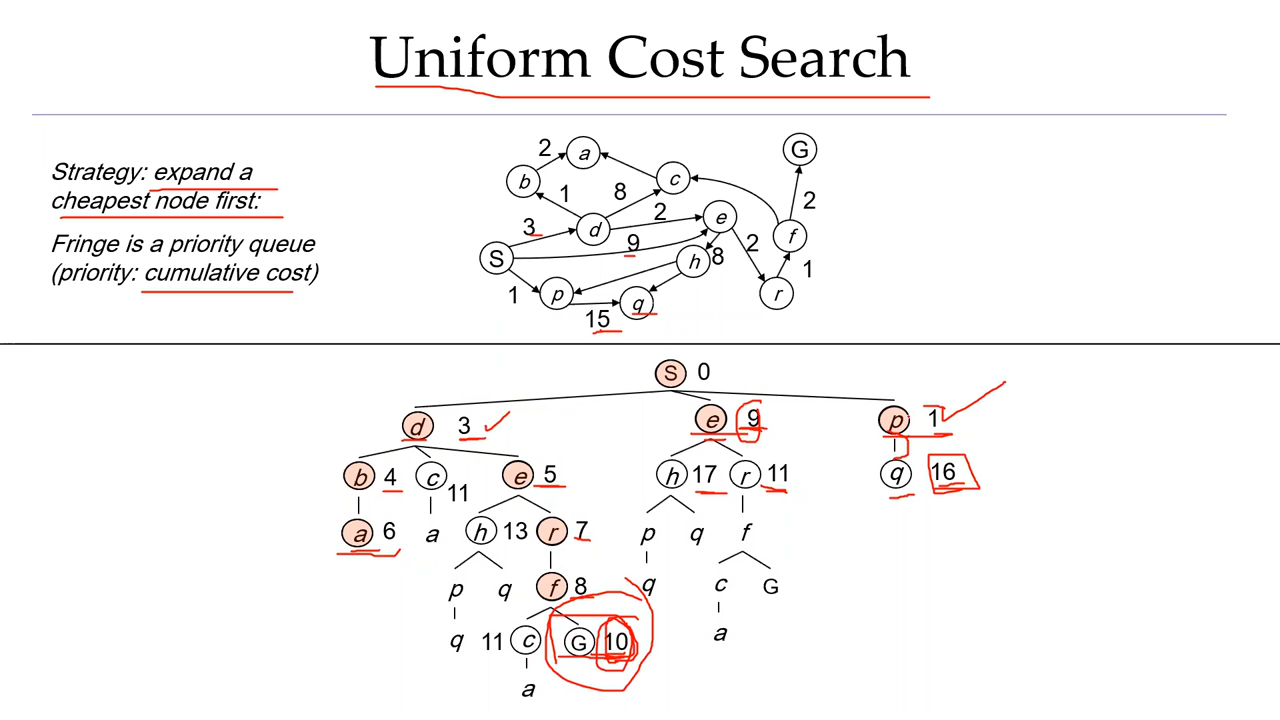 Uniform Cost Search
Strategy: expand a
cheapest node first:
Fringe is a priority queue
(priority: cumulative cost)
2 a G
b c
1 8 2 e 2
3 d 9 f
S h 8 2
1 p q r 1
15
S 0
d 3 e 9 p 1
b 4 c 11 e 5 h 17 r 11 q 16
a 6 a h 13 r 7 p q f
p q f 8 q c G
q 11 c G 10 a
a